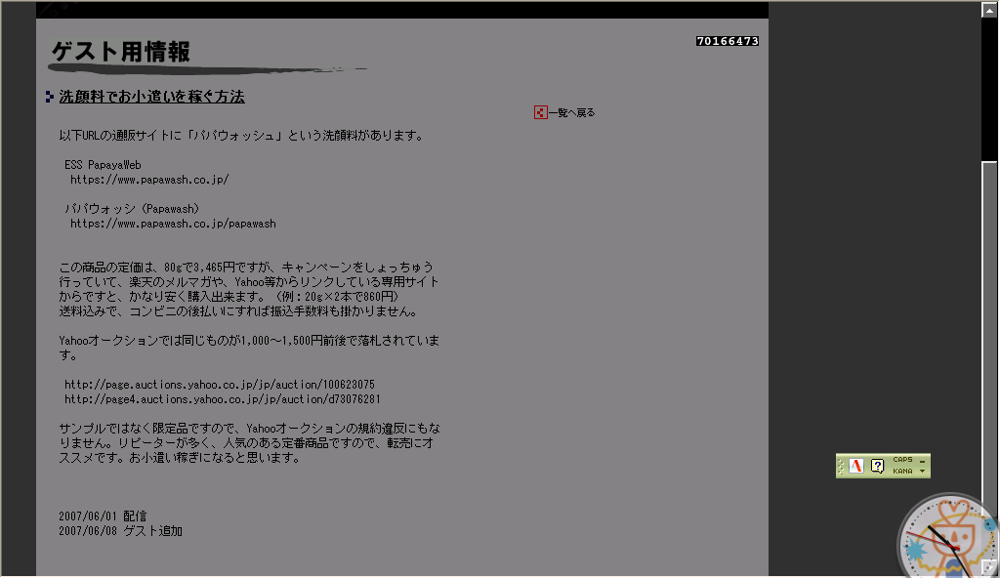 70166473
ゲスト用情報
洗顔料でお小遣いを稼ぐ方法
一覧へ戻る
以下URLの通販サイトに「パパウォッシュ」という洗顔料があります。
ESS PapayaWeb
https://www.papawash.co.jp/
パパウォッシ（Papawash）
https://www.papawash.co.jp/papawash
この商品の定価は、80gで3,465円ですが、キャンペーンをしょっちゅう
行っていて、楽天のメルマガや、Yahoo等からリンクしている専用サイト
からですと、かなり安く購入出来ます。（例：20g×2本で860円）
送料込みで、コンビニの後払いにすれば振込手数料も掛かりません。
Yahooオークションでは同じものが1,000～1,500円前後で落札されていま
す。
http://page.auctions.yahoo.co.jp/jp/auction/100623075
http://page4.auctions.yahoo.co.jp/jp/auction/d73076281
サンプルではなく限定品ですので、Yahooオークションの規約違反にもな
りません。リピーターが多く、人気のある定番商品ですので、転売にオ
ススメです。お小遣い稼ぎになると思います。
2007/06/01 配信
2007/06/08 ゲスト追加
A ? CAPS
KANA